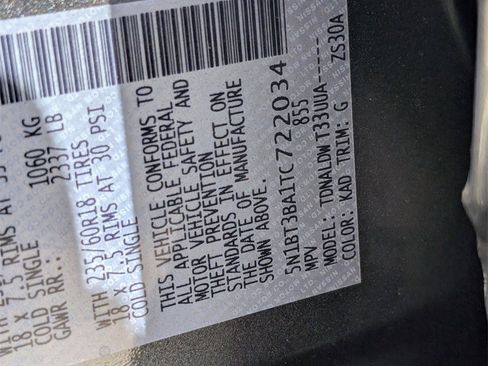 18 X 7.5 RIMS AT
COLD SINGLE
GAWR RR.: 1060 KG
2337 LB
WITH 235/60R18 TIRES
18 X 7.5 RIMS AT 30 PSI
COLD SINGLE
THIS VEHICLE CONFORMS TO
ALL APPLICABLE FEDERAL
MOTOR VEHICLE SAFETY AND
THEFT PREVENTION
STANDARDS IN EFFECT ON
THE DATE OF MANUFACTURE
SHOWN ABOVE.
5N1BT3BA1TC722034
MPV 855
MODEL: TDNALDW T33UUA------
COLOR: KAD TRIM: G ZS30A